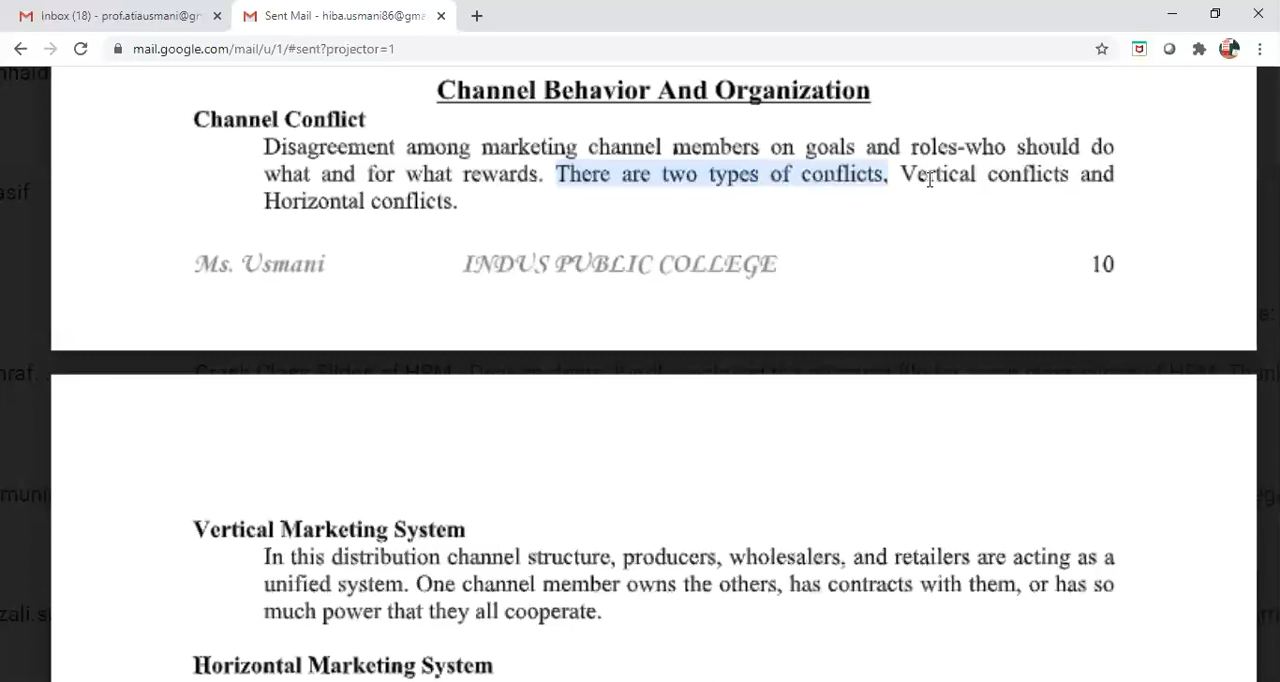 Inbox (18) - prof.atiausmani@gr
Sent Mail - hiba.usmani86@gma
mail.google.com/mail/u/1/#sent?projector=1
Channel Behavior And Organization
Channel Conflict
Disagreement among marketing channel members on goals and roles-who should do
what and for what rewards. There are two types of conflicts, Vertical conflicts and
Horizontal conflicts.
Ms. Usmani INDUS PUBLIC COLLEGE 10
asif
Vertical Marketing System
In this distribution channel structure, producers, wholesalers, and retailers are acting as a
unified system. One channel member owns the others, has contracts with them, or has so
much power that they all cooperate.
Horizontal Marketing System